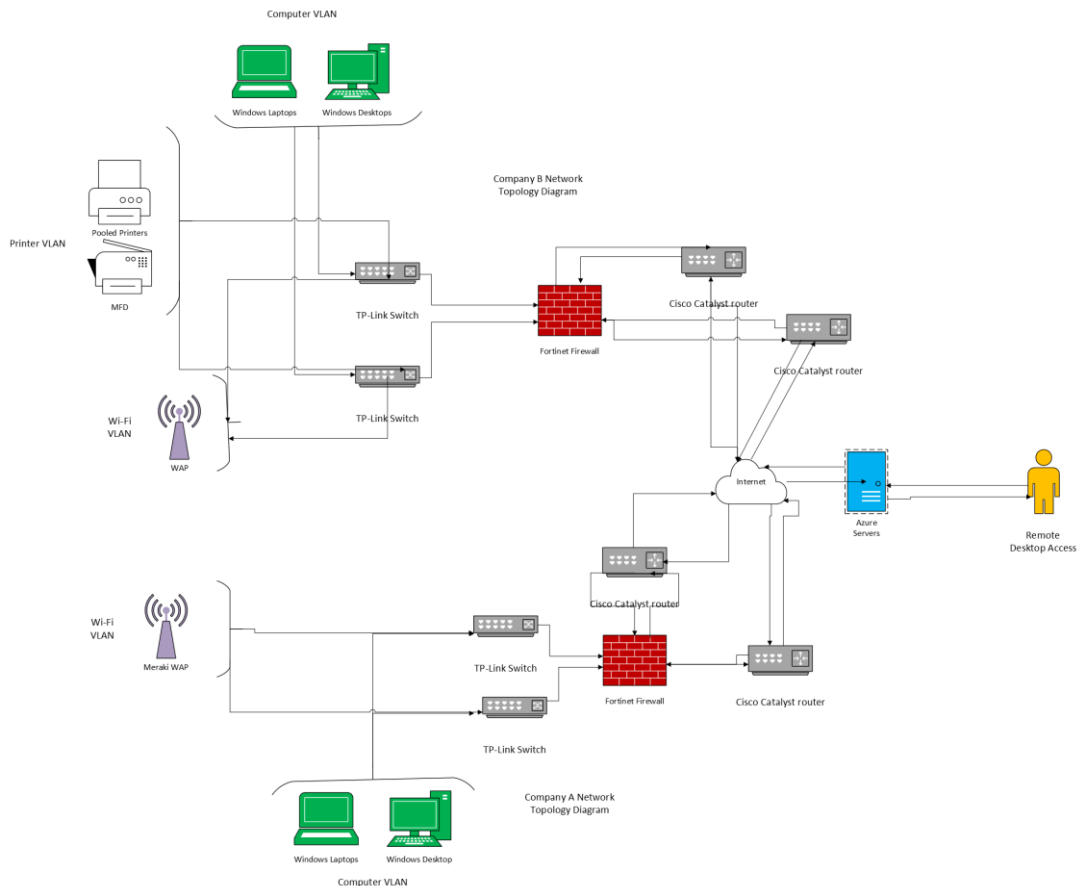 Computer VLAN
Windows Laptops
Windows Desktops
Company B Network
Topology Diagram
Pooled Printers
Printer VLAN
MFD
TP-Link Switch
Cisco Catalyst router
Fortinet Firewall
Cisco Catalyst router
TP-Link Switch
Wi-Fi
VLAN
WAP
Internet
Azure
Servers
Remote
Desktop Access
Cisco Catalyst router
Wi-Fi
VLAN
Meraki WAP
TP-Link Switch
Fortinet Firewall
Cisco Catalyst router
TP-Link Switch
Company A Network
Topology Diagram
Windows Laptops
Windows Desktop
Computer VLAN